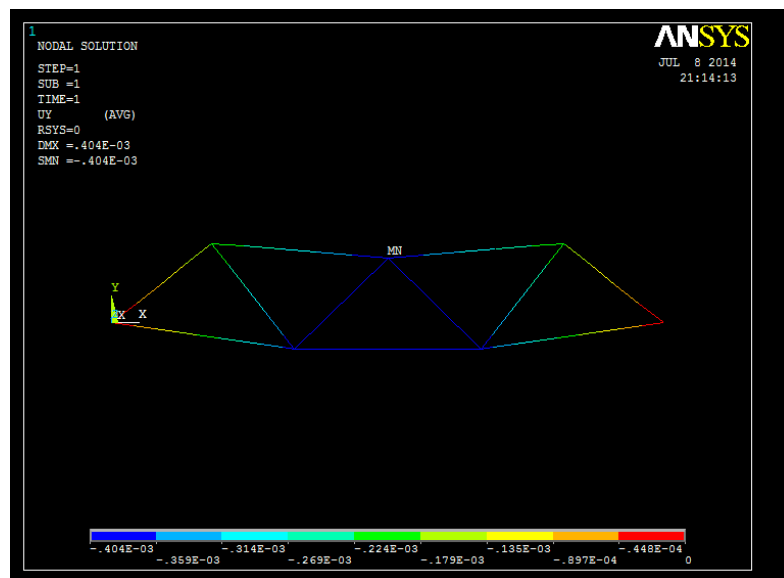 1
NODAL SOLUTION
STEP=1
SUB =1
TIME=1
UY (AVG)
RSYS=0
DMX =.404E-03
SMN =-.404E-03
ANSYS
JUL 8 2014
21:14:13
MN
Y
X X
-.404E-03 -.314E-03 -.224E-03 -.135E-03 -.448E-04
-.359E-03 -.269E-03 -.179E-03 -.897E-04 0